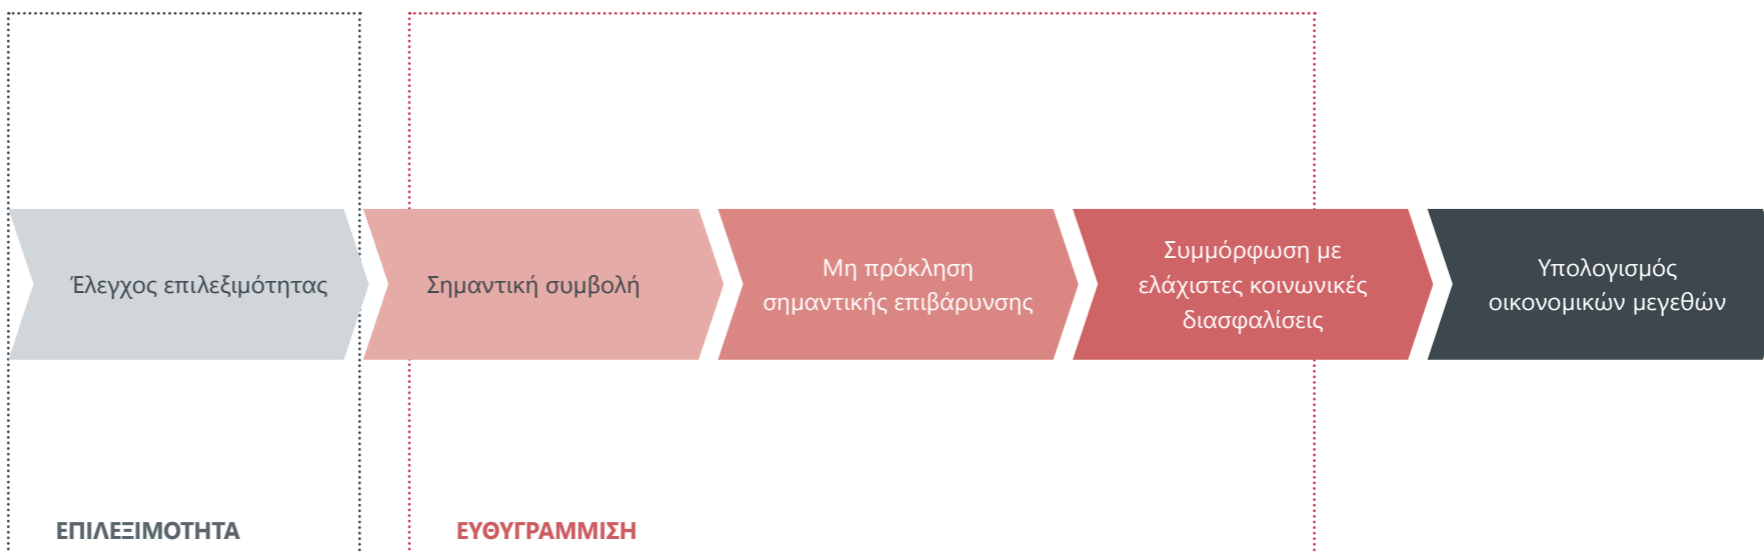 Έλεγχος επιλεξιμότητας
Σημαντική συμβολή
Μη πρόκληση
σημαντικής επιβάρυνσης
Συμμόρφωση με
ελάχιστες κοινωνικές
διασφαλίσεις
Υπολογισμός
οικονομικών μεγεθών
ΕΠΙΛΕΞΙΜΟΤΗΤΑ
ΕΥΘΥΓΡΑΜΜΙΣΗ